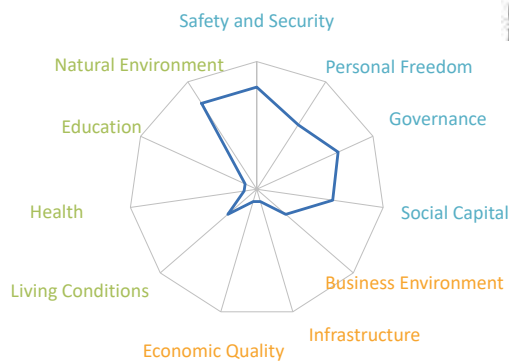 Safety and Security
Natural Environment
Personal Freedom
Education
Governance
Health
Social Capital
Living Conditions
Business Environment
Infrastructure
Economic Quality